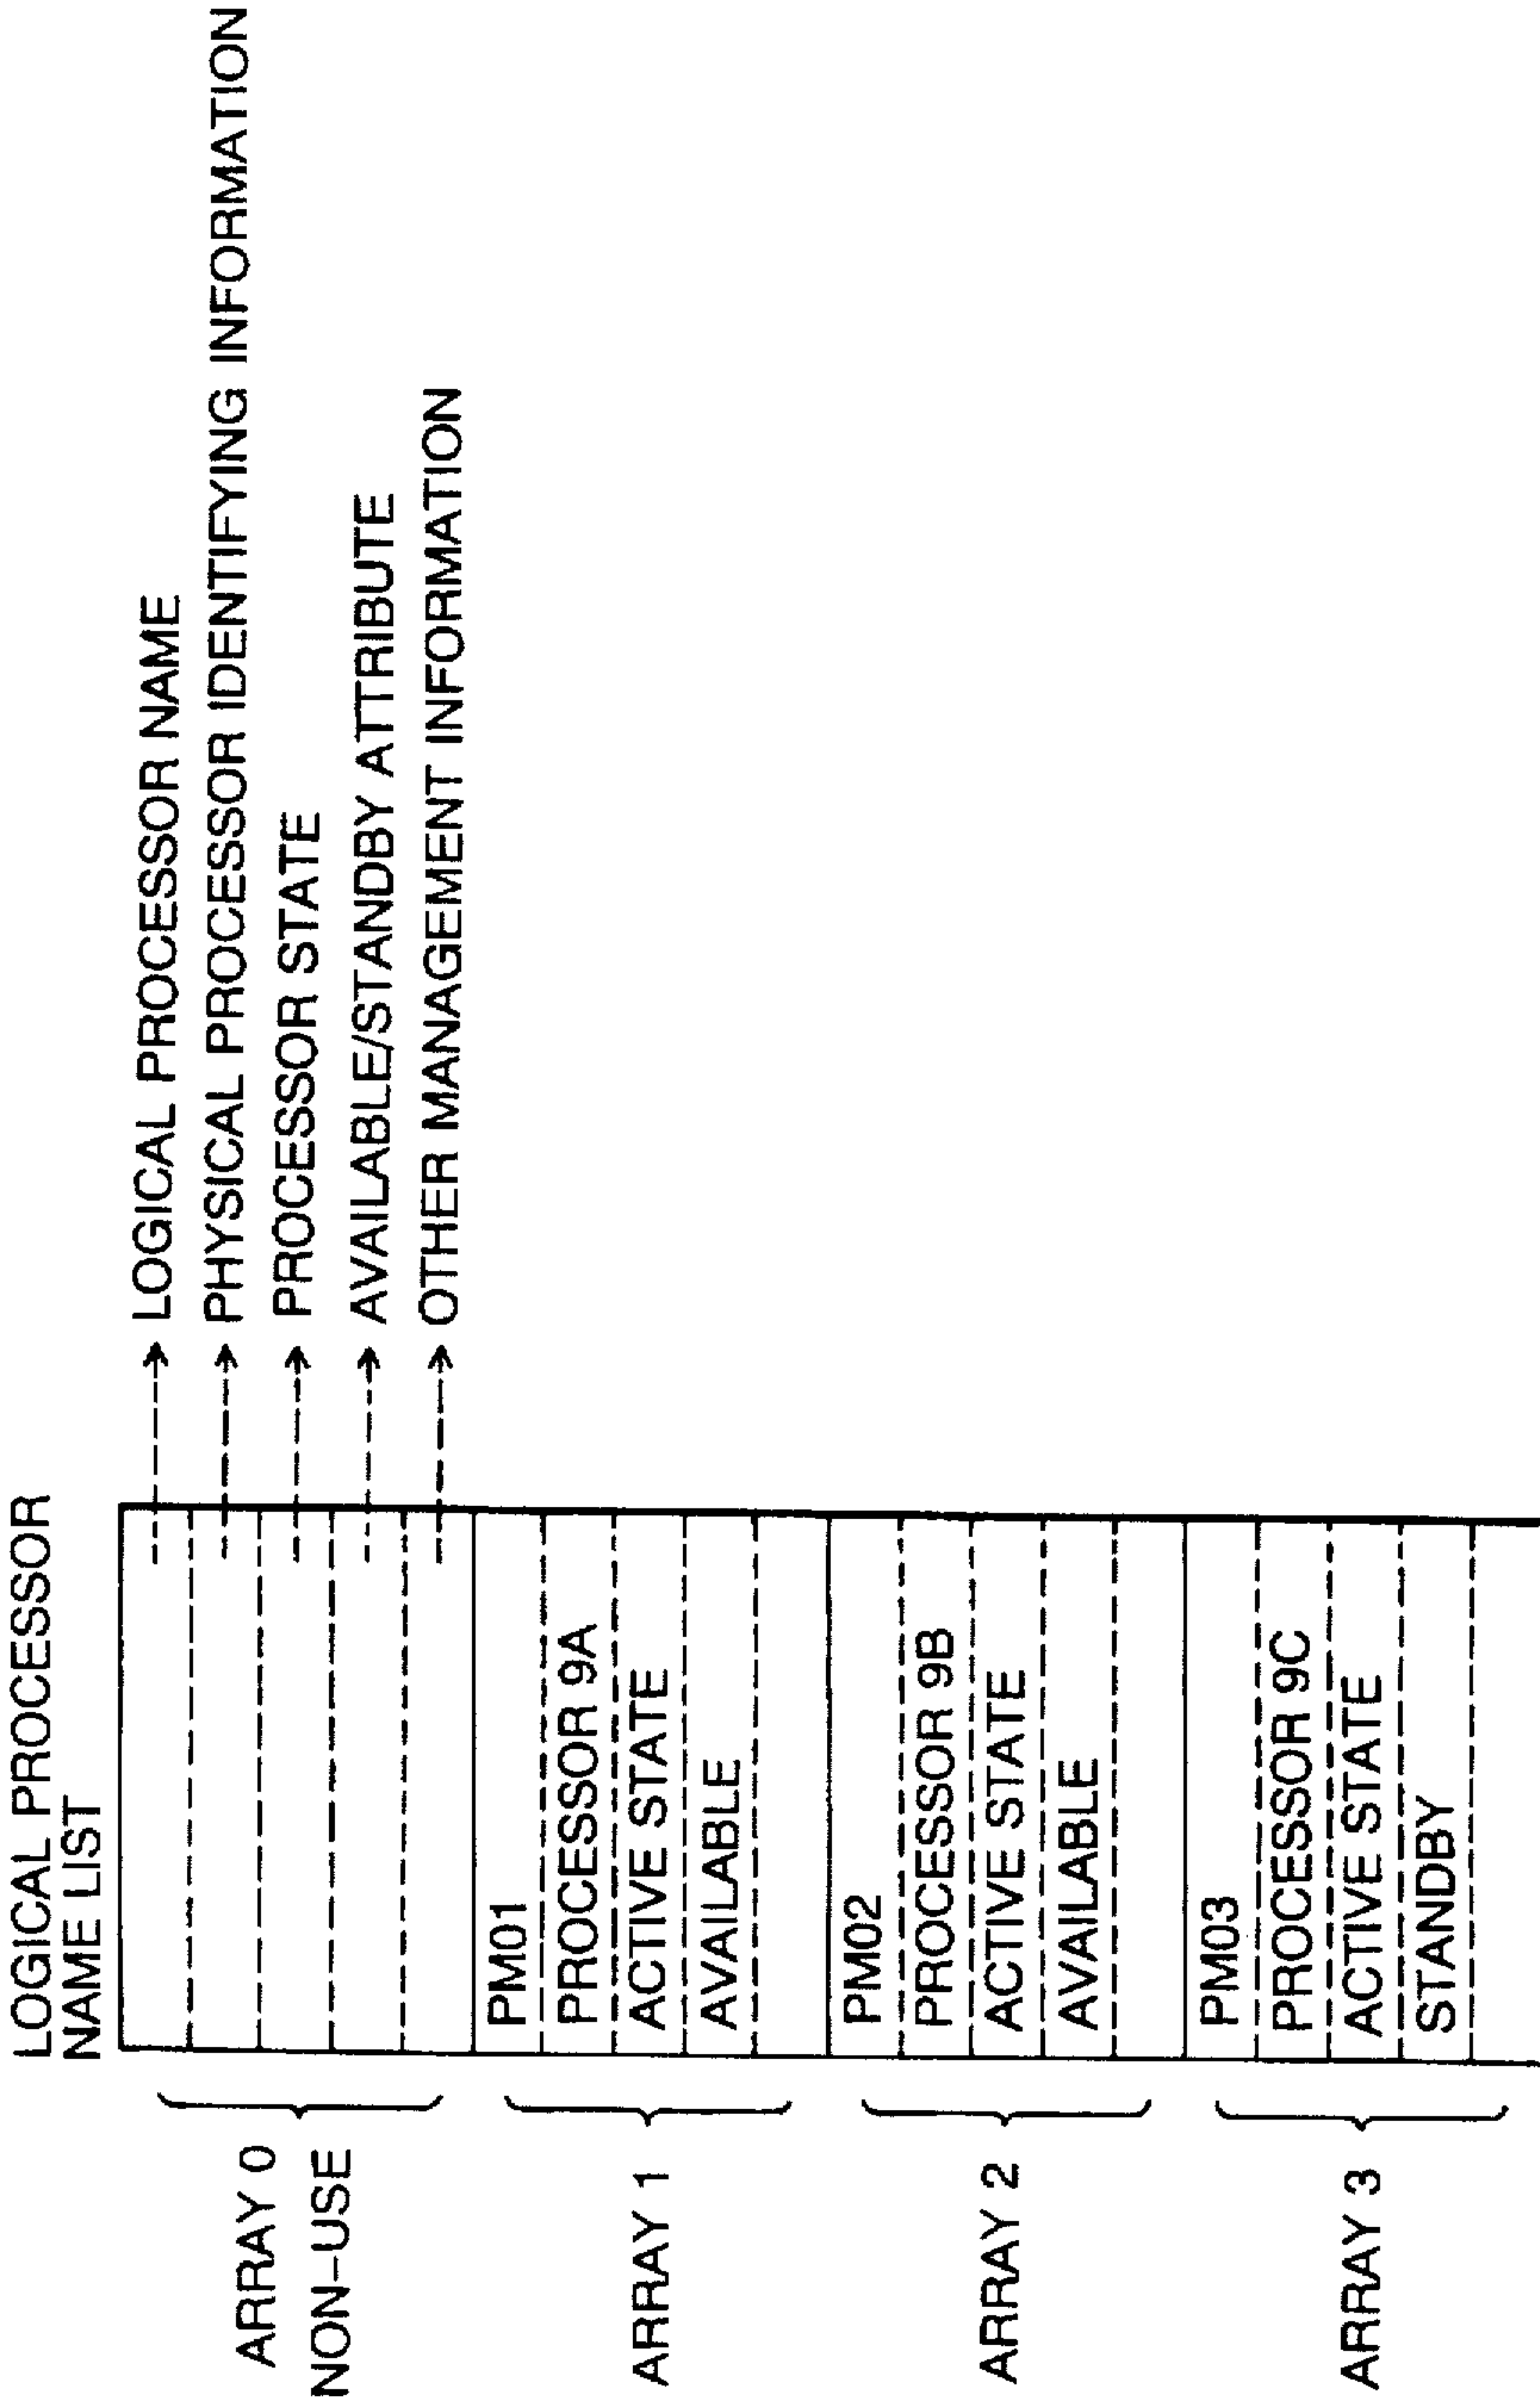 LOGICAL PROCESSOR
NAME LIST
ARRAY 0
NON-USE
LOGICAL PROCESSOR NAME
PHYSICAL PROCESSOR IDENTIFYING INFORMATION
PROCESSOR STATE
AVAILABLE/STANDBY ATTRIBUTE
OTHER MANAGEMENT INFORMATION
ARRAY 1
PM01
PROCESSOR 9A
ACTIVE STATE
AVAILABLE
ARRAY 2
PM02
PROCESSOR 9B
ACTIVE STATE
AVAILABLE
ARRAY 3
PM03
PROCESSOR 9C
ACTIVE STATE
STANDBY